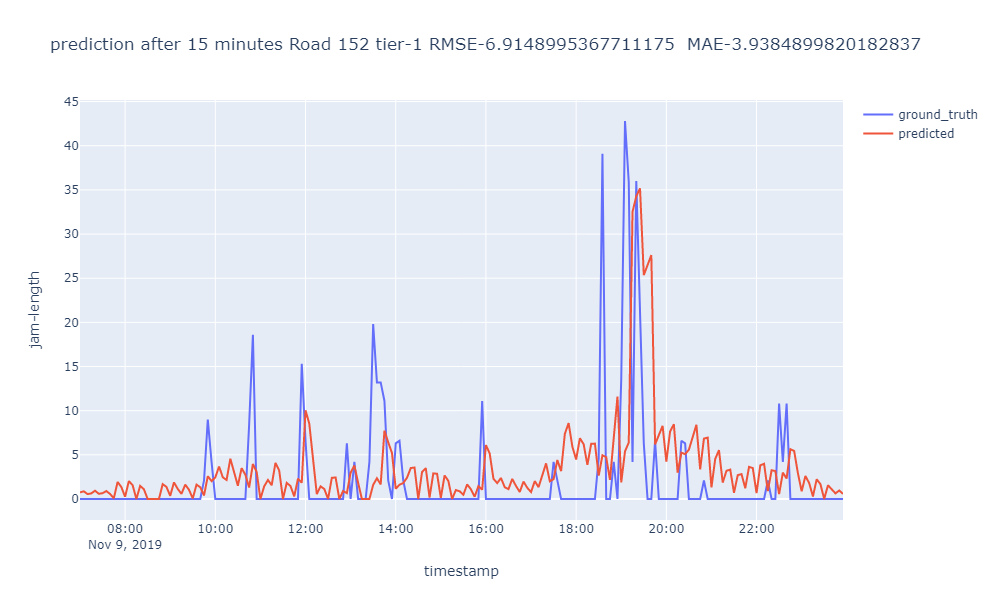 prediction after 15 minutes Road 152 tier-1 RMSE-6.9148995367711175 MAE-3.9384899820182837
ground_truth
predicted
45
40
35
30
25
20
15
10
5
0
jam-length
08:00 10:00 12:00 14:00 16:00 18:00 20:00 22:00
Nov 9, 2019
timestamp